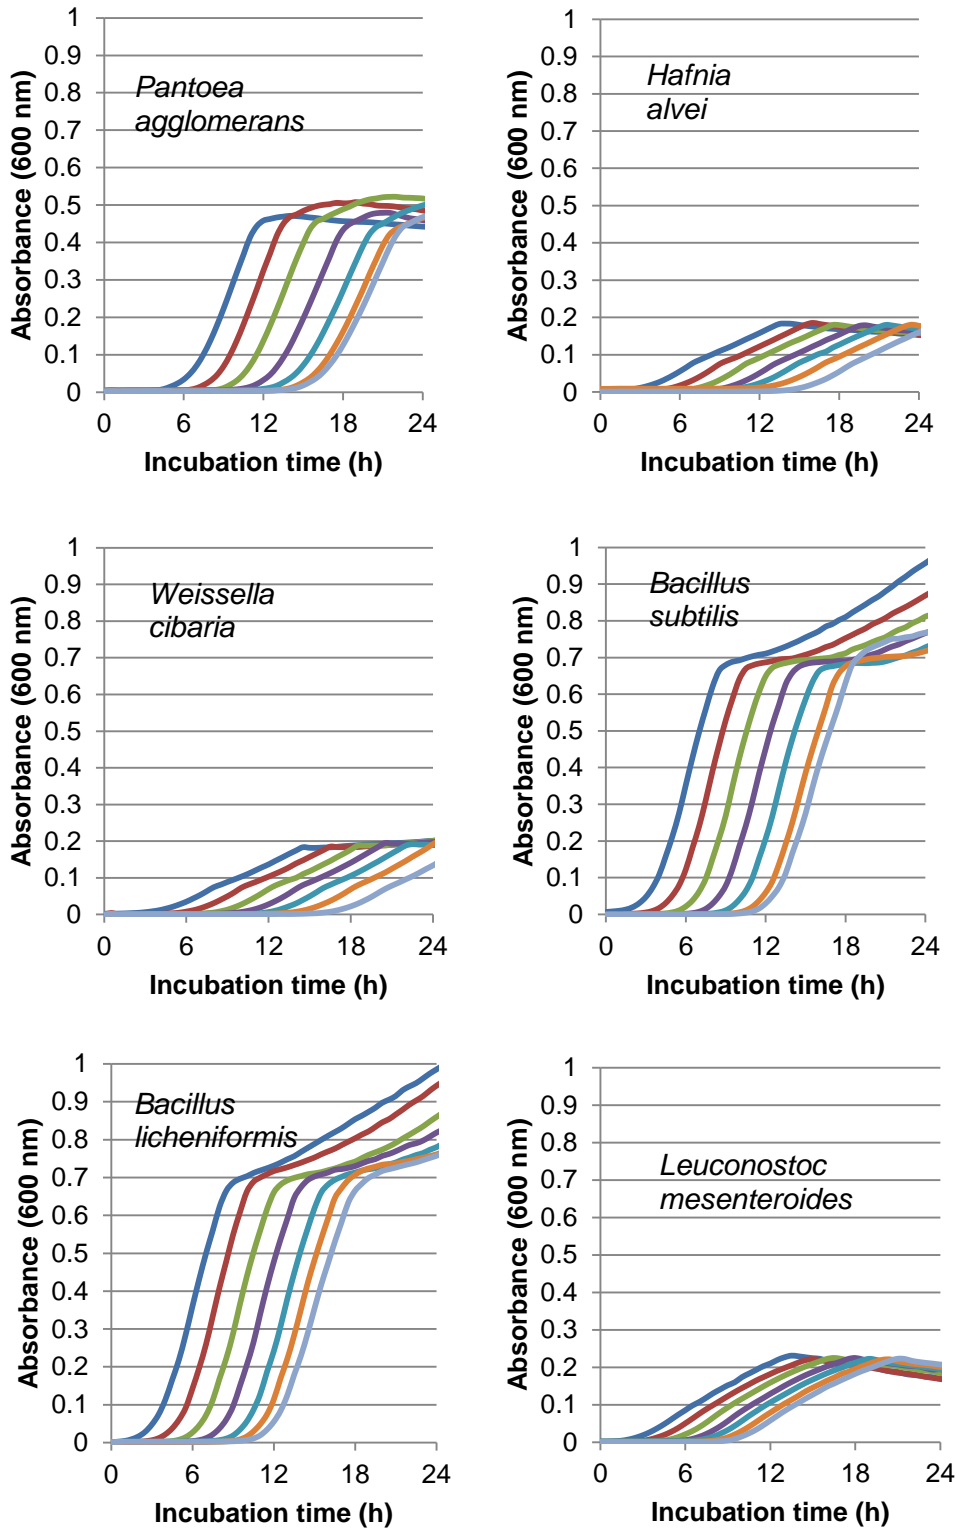 1
0.9
0.8
0.7
0.6
0.5
0.4
0.3
0.2
0.1
0
Absorbance (600 nm)
Pantoea
agglomerans
0 6 12 18 24
Incubation time (h)
1
0.9
0.8
0.7
0.6
0.5
0.4
0.3
0.2
0.1
0
Absorbance (600 nm)
Hafnia
alvei
0 6 12 18 24
Incubation time (h)
1
0.9
0.8
0.7
0.6
0.5
0.4
0.3
0.2
0.1
0
Absorbance (600 nm)
Weissella
cibaria
0 6 12 18 24
Incubation time (h)
1
0.9
0.8
0.7
0.6
0.5
0.4
0.3
0.2
0.1
0
Absorbance (600 nm)
Bacillus
subtilis
0 6 12 18 24
Incubation time (h)
1
0.9
0.8
0.7
0.6
0.5
0.4
0.3
0.2
0.1
0
Absorbance (600 nm)
Bacillus
licheniformis
0 6 12 18 24
Incubation time (h)
1
0.9
0.8
0.7
0.6
0.5
0.4
0.3
0.2
0.1
0
Absorbance (600 nm)
Leuconostoc
mesenteroides
0 6 12 18 24
Incubation time (h)